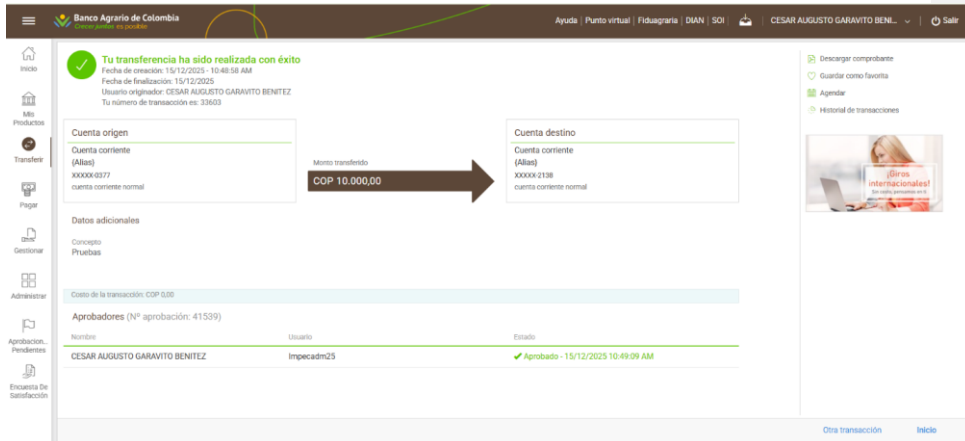 Banco Agrario de Colombia
Crecer juntos es posible
Ayuda | Punto virtual | Fiduagraria | DIAN | SOI |
CESAR AUGUSTO GARAVITO BENI...
Salir
Inicio
Mis
Productos
Transferir
Pagar
Gestionar
Administrar
Aprobacion...
Pendientes
Encuesta De
Satisfacción
Tu transferencia ha sido realizada con éxito
Fecha de creación: 15/12/2025 - 10:48:58 AM
Fecha de finalización: 15/12/2025
Usuario originador: CESAR AUGUSTO GARAVITO BENITEZ
Tu número de transacción es: 33603
Cuenta origen
Cuenta corriente
(Alias)
XXXXX-0377
cuenta corriente normal
Monto transferido
COP 10.000,00
Cuenta destino
Cuenta corriente
(Alias)
XXXXX-2138
cuenta corriente normal
Datos adicionales
Concepto
Pruebas
Costo de la transacción: COP 0,00
Aprobadores (Nº aprobación: 41539)
Nombre Usuario Estado
CESAR AUGUSTO GARAVITO BENITEZ Impecadm25 Aprobado - 15/12/2025 10:49:09 AM
Descargar comprobante
Guardar como favorita
Agendar
Historial de transacciones
¡Giros
internacionales!
Otra transacción
Inicio